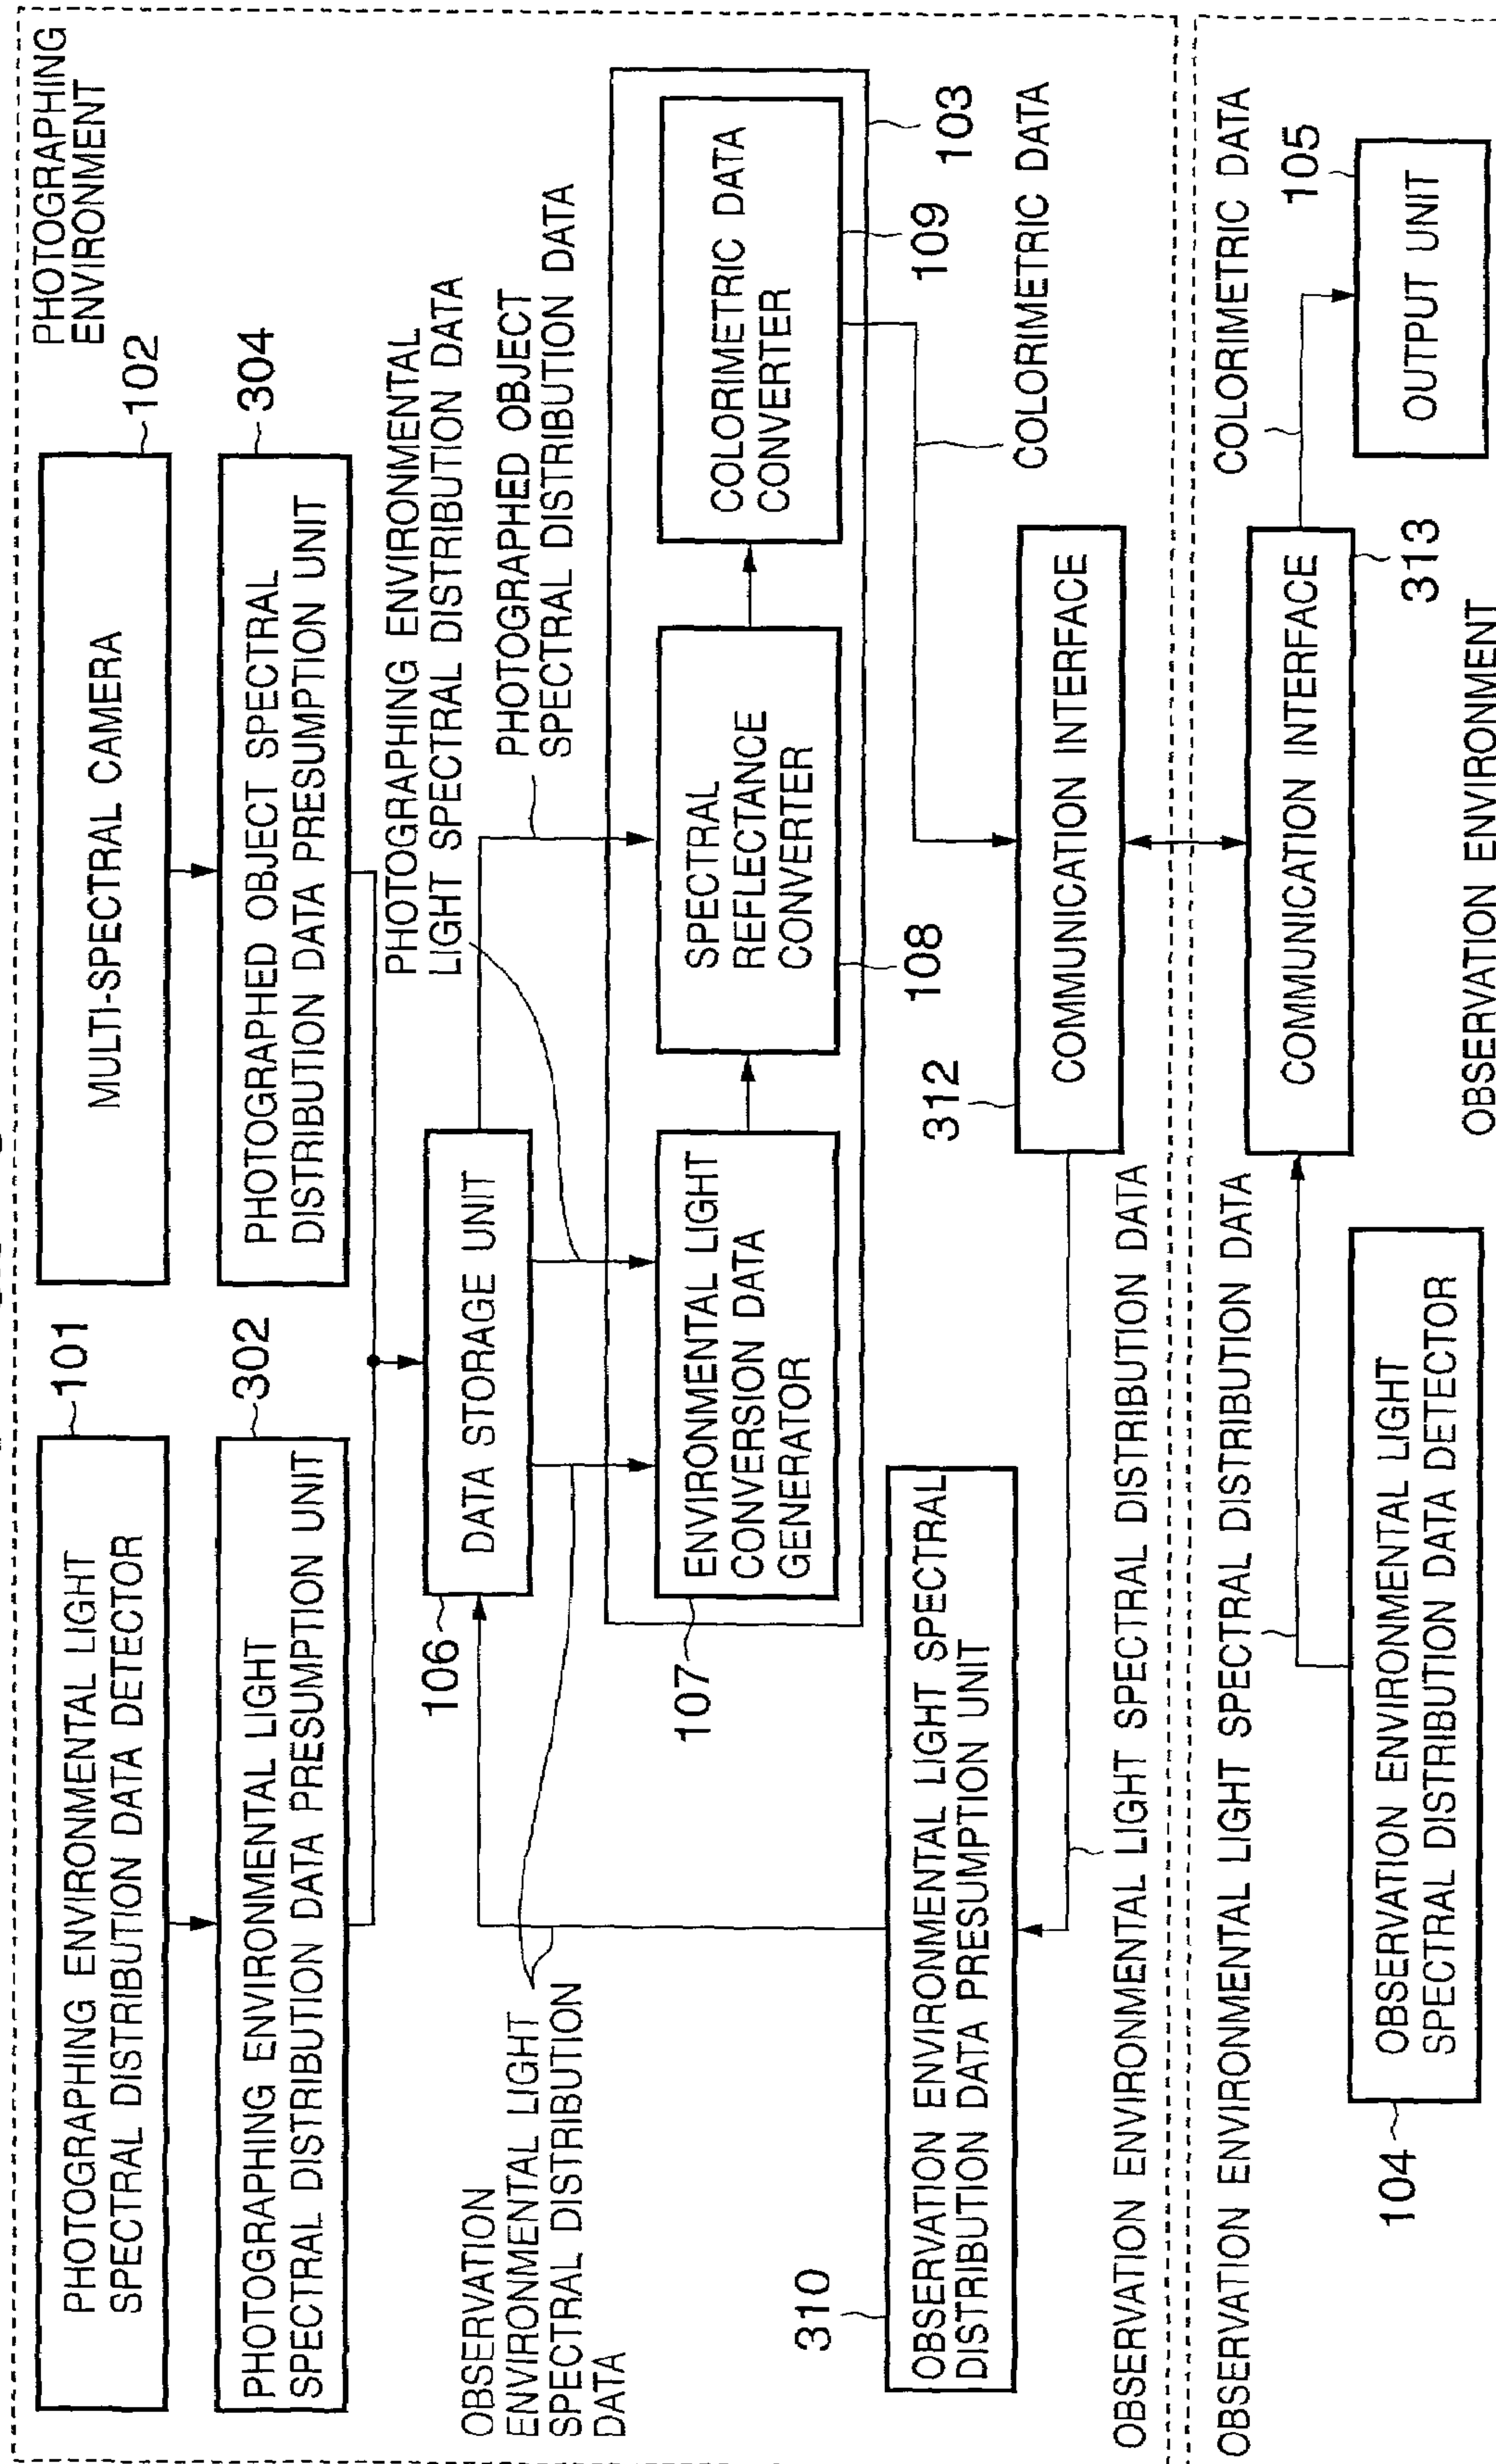 PHOTOGRAPHING
ENVIRONMENT
101
PHOTOGRAPHING ENVIRONMENTAL LIGHT
SPECTRAL DISTRIBUTION DATA DETECTOR
102
MULTI-SPECTRAL CAMERA
302
PHOTOGRAPHING ENVIRONMENTAL LIGHT
SPECTRAL DISTRIBUTION DATA PRESUMPTION UNIT
304
PHOTOGRAPHED OBJECT SPECTRAL
DISTRIBUTION DATA PRESUMPTION UNIT
PHOTOGRAPHING ENVIRONMENTAL
LIGHT SPECTRAL DISTRIBUTION DATA
106
DATA STORAGE UNIT
PHOTOGRAPHED OBJECT
SPECTRAL DISTRIBUTION DATA
OBSERVATION
ENVIRONMENTAL LIGHT
SPECTRAL DISTRIBUTION
DATA
107
ENVIRONMENTAL LIGHT
CONVERSION DATA
GENERATOR
SPECTRAL
REFLECTANCE
CONVERTER
108
COLORIMETRIC DATA
CONVERTER
109
103
310
OBSERVATION ENVIRONMENTAL LIGHT SPECTRAL
DISTRIBUTION DATA PRESUMPTION UNIT
312
COMMUNICATION INTERFACE
COLORIMETRIC DATA
OBSERVATION ENVIRONMENTAL LIGHT SPECTRAL DISTRIBUTION DATA
OBSERVATION ENVIRONMENTAL LIGHT SPECTRAL DISTRIBUTION DATA
COLORIMETRIC DATA
COMMUNICATION INTERFACE
313
105
OUTPUT UNIT
104
OBSERVATION ENVIRONMENTAL LIGHT
SPECTRAL DISTRIBUTION DATA DETECTOR
OBSERVATION ENVIRONMENT